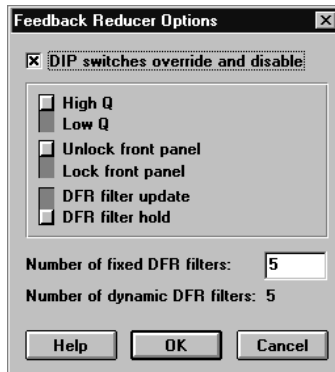 Feedback Reducer Options
DIP switches override and disable
High Q
Low Q
Unlock front panel
Lock front panel
DFR filter update
DFR filter hold
Number of fixed DFR filters: 5
Number of dynamic DFR filters: 5
Help OK Cancel